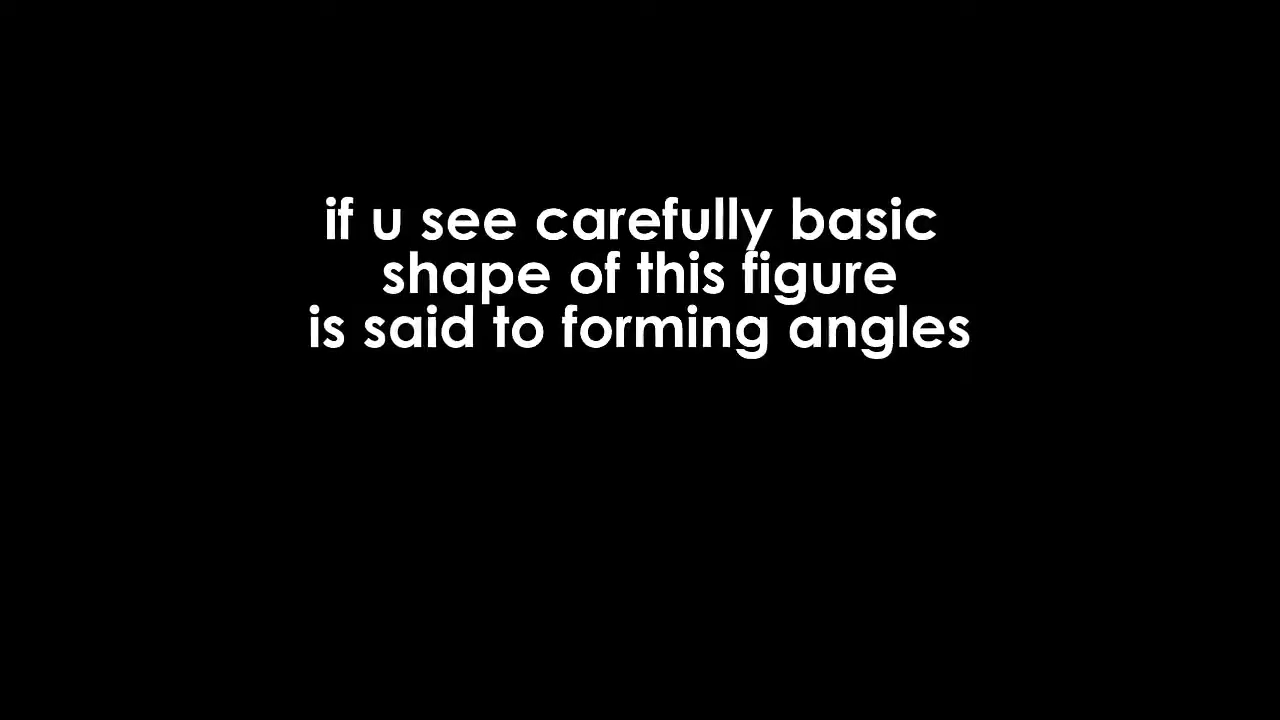 if u see carefully basic
shape of this figure
is said to forming angles